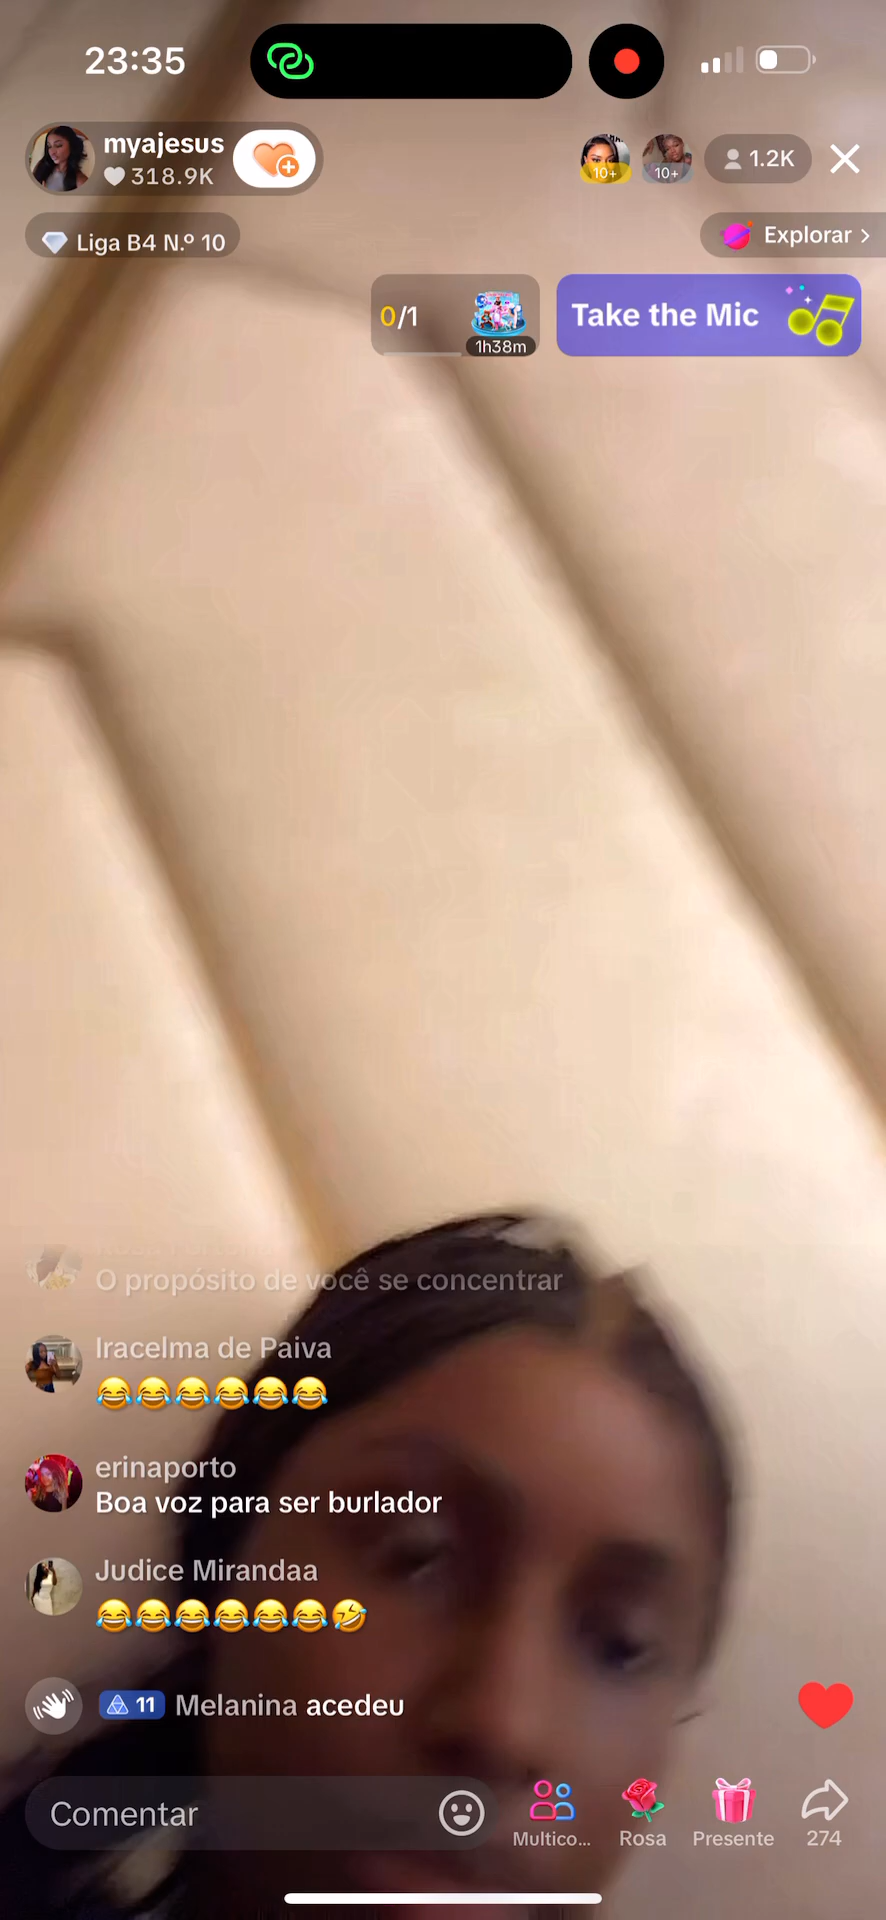 23:35
myajesus
318.9K
10+
10+
1.2K
Liga B4 N.º 10
Explorar
0/1
1h38m
Take the Mic
O propósito de você se concentrar
Iracelma de Paiva
😂😂😂😂😂😂
erinaporto
Boa voz para ser burlador
Judice Mirandaa
😂😂😂😂😂😂🤣
11 Melanina acedeu
Comentar
Multico...
Rosa
Presente
274